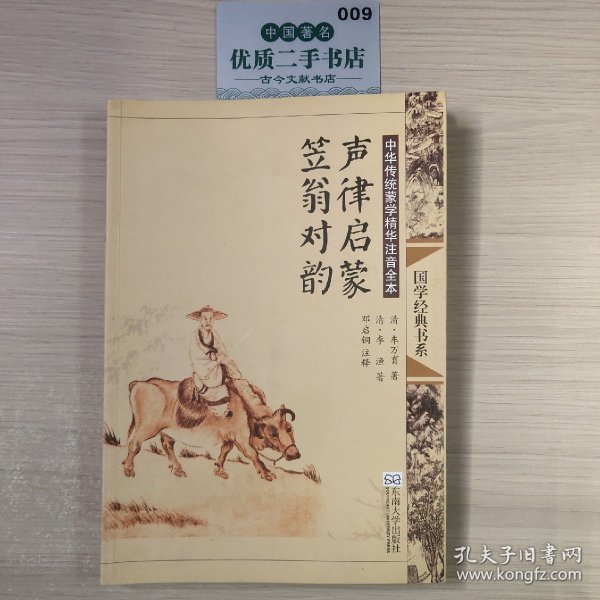 009
中国著名
优质二手书店
古今文献书店
中华传统蒙学精华注音全本
声律启蒙
笠翁对韵
国学经典书系
清·车万育 著
清·李渔 著
邓启铜 注释
东南大学出版社
SOUTHEAST UNIVERSITY PRESS
孔夫子旧书网
www.kongfz.com